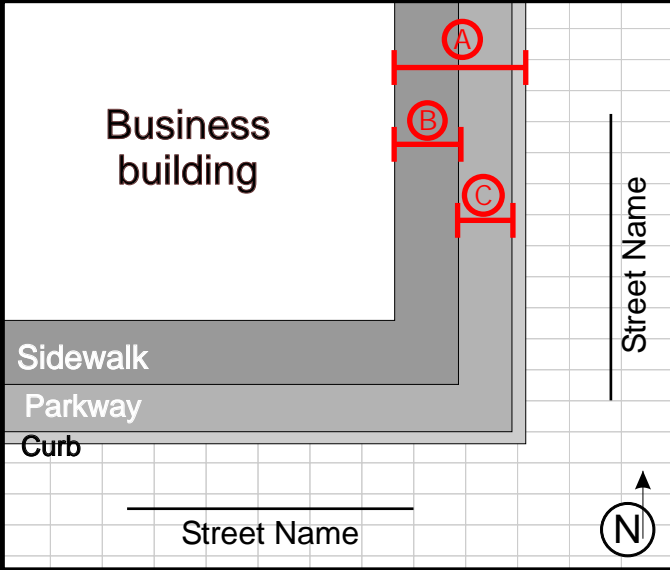 A
Business
building
B
C
Street Name
Sidewalk
Parkway
Curb
Street Name
N